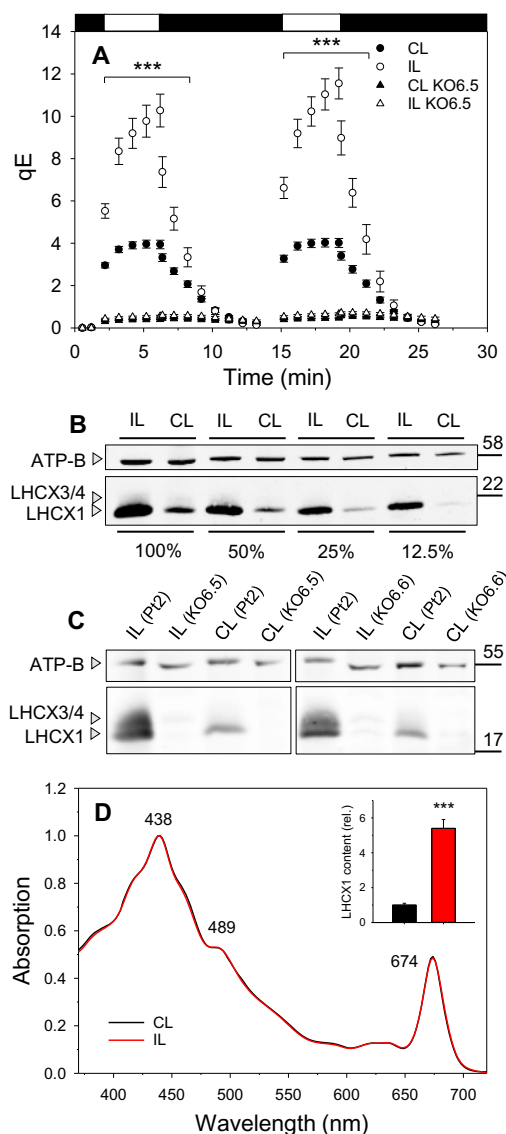 A
***
***
CL
IL
CL KO6.5
IL KO6.5
14
12
10
8
6
4
2
0
qE
0 5 10 15 20 25 30
Time (min)
B
IL CL IL CL IL CL IL CL
ATP-B
58
LHCX3/4
LHCX1
22
100% 50% 25% 12.5%
C
IL (Pt2) IL (KO6.5) CL (Pt2) CL (KO6.5) IL (Pt2) IL (KO6.6) CL (Pt2) CL (KO6.6)
ATP-B
55
LHCX3/4
LHCX1
17
D
1.2
1.0
0.8
0.6
0.4
0.2
0.0
Absorption
438
489
674
CL
IL
LHCX1 content (rel.)
6
4
2
0
***
400 450 500 550 600 650 700
Wavelength (nm)